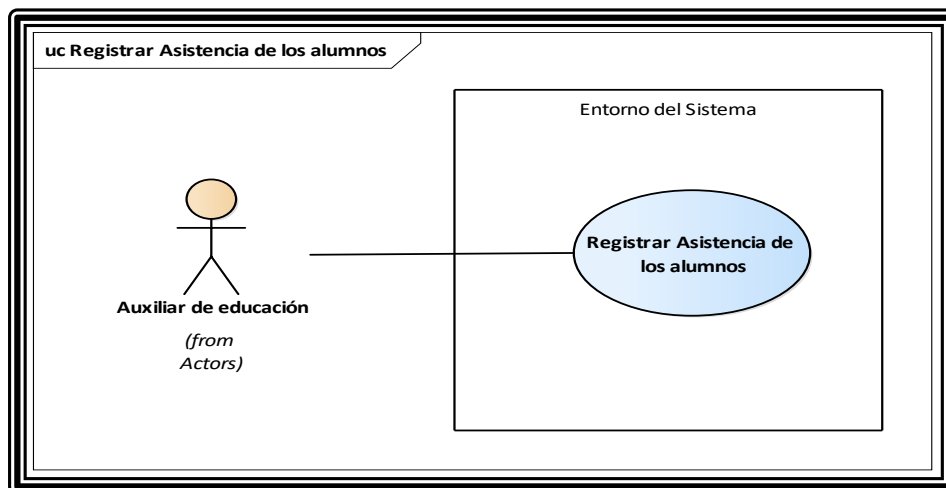 uc Registrar Asistencia de los alumnos
Entorno del Sistema
Registrar Asistencia de
los alumnos
Auxiliar de educación
(from
Actors)